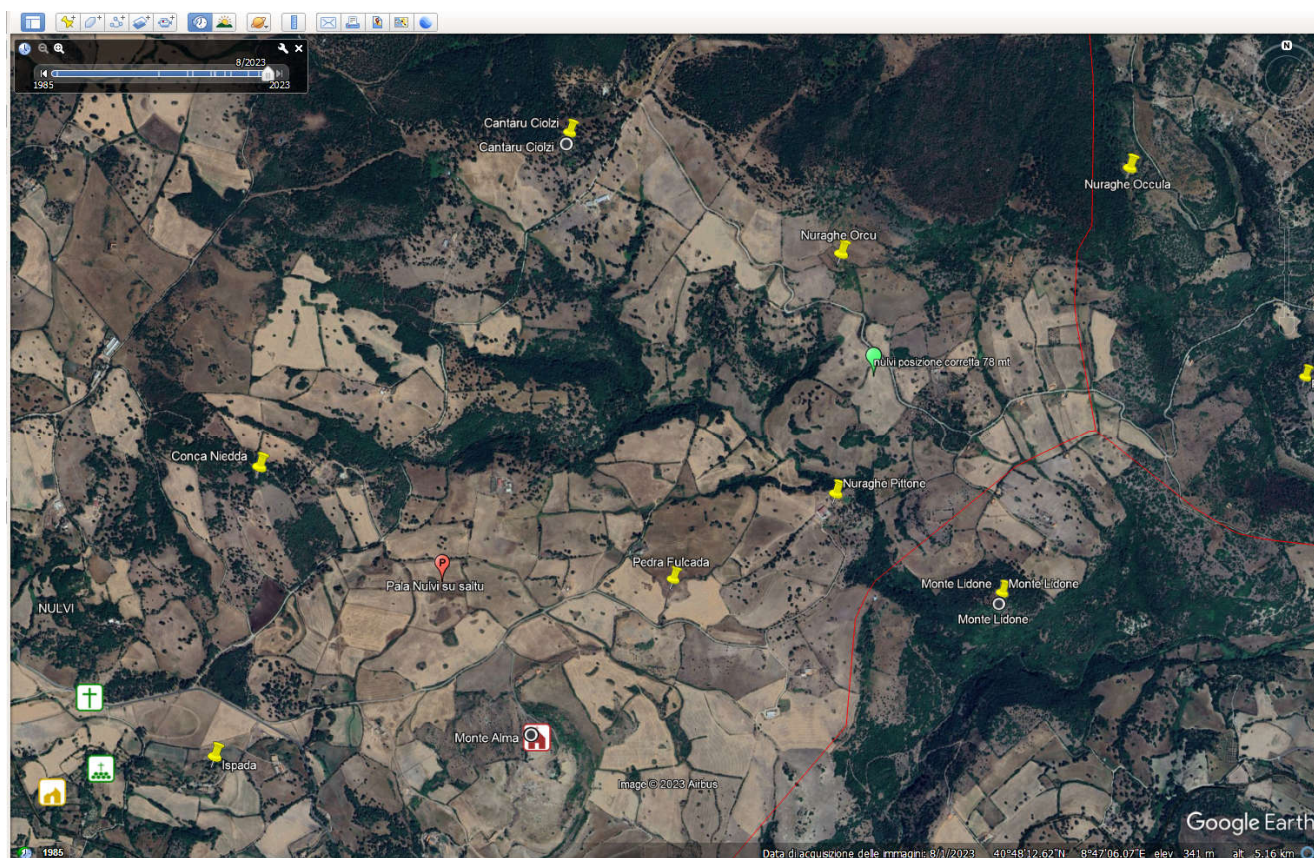 N
8/2023
1985
2023
Cantaru Ciolzi
Cantaru Ciolzi
Nuraghe Occula
Nuraghe Orcu
nulvi posizione corretta 78 mt
Conca Niedda
Nuraghe Pittone
Pedra Fulcada
Pala Nulvi su saltu
P
Monte Lidone Monte Lidone
Monte Lidone
NULVI
Monte Alma
Ispada
Image © 2023 Airbus
Google Earth
1985
Data di acquisizione delle immagini: 8/1/2023 40°48'12.62"N 8°47'06.07"E elev 341 m alt 5.16 km